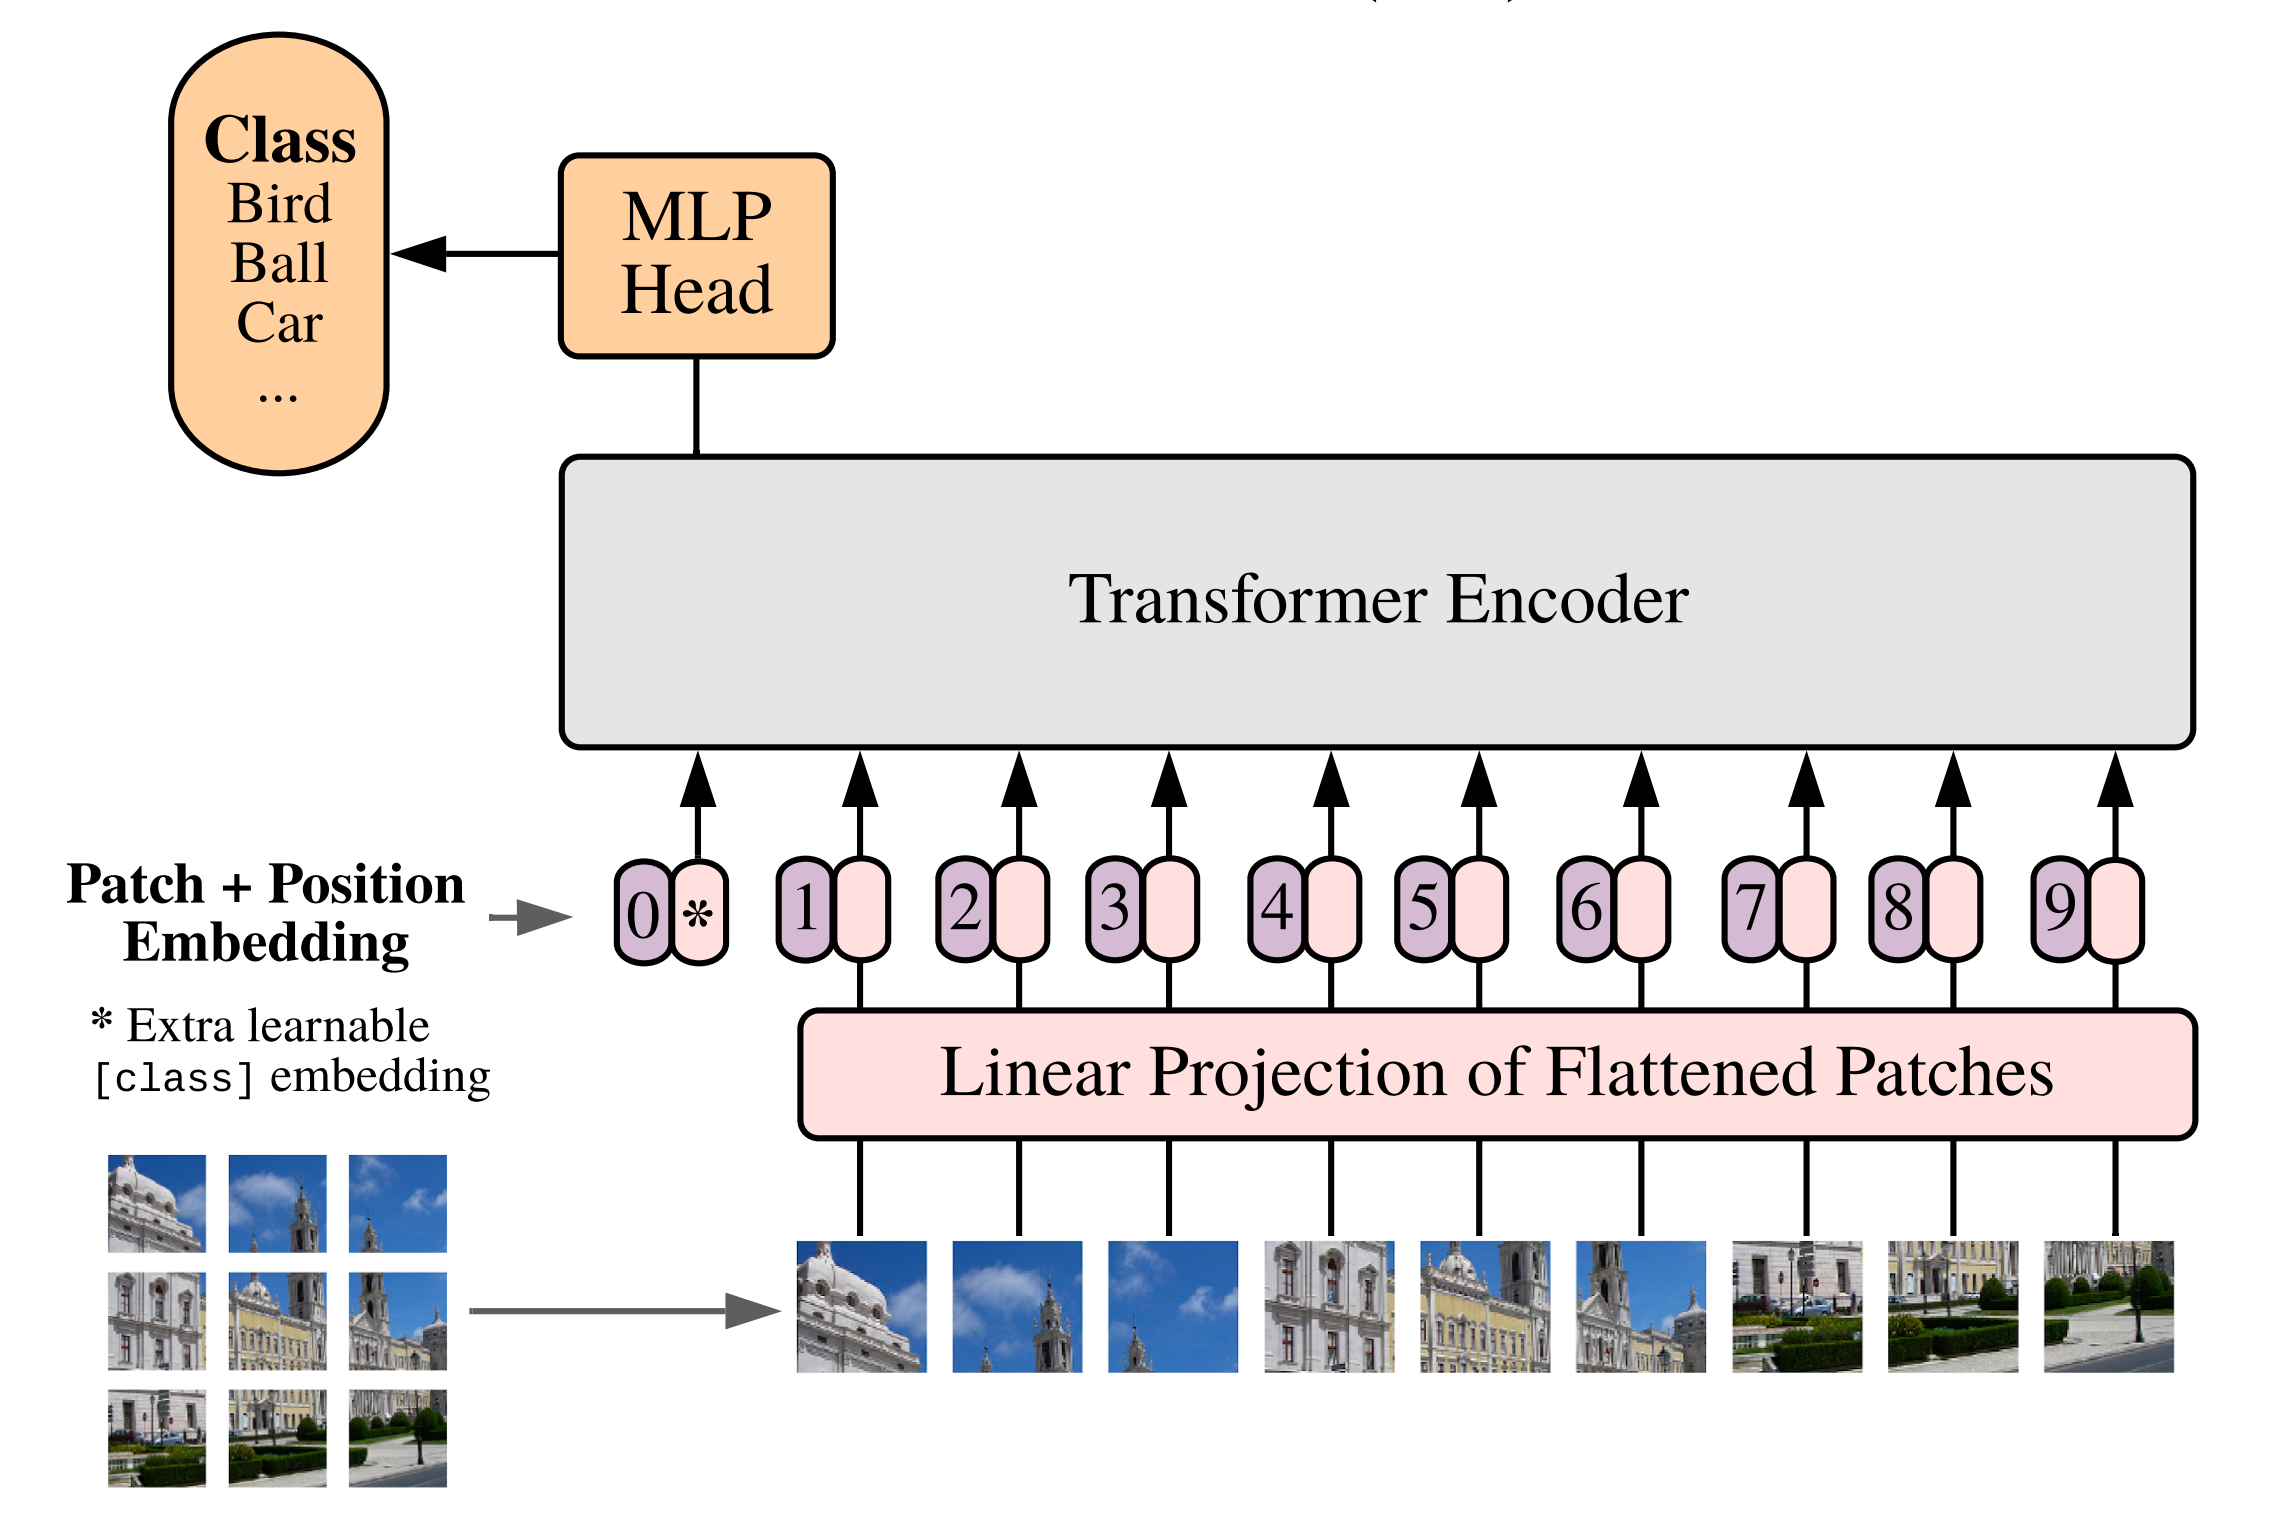 Class
Bird
Ball
Car
...
MLP
Head
Transformer Encoder
Patch + Position
Embedding
0 * 1 2 3 4 5 6 7 8 9
* Extra learnable
[class] embedding
Linear Projection of Flattened Patches